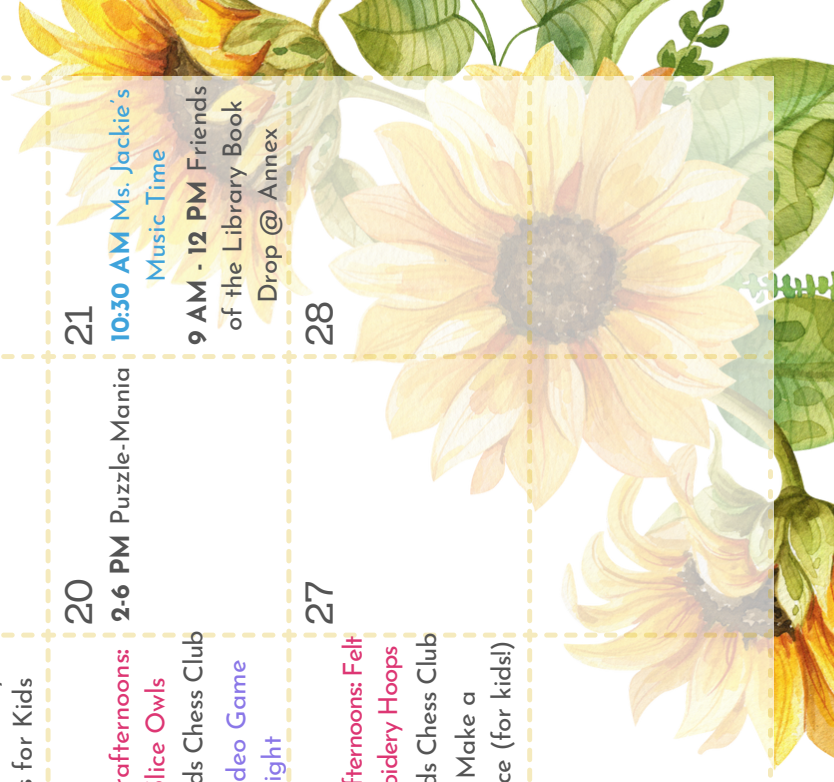 s for Kids
rafternoons:
lice Owls
ds Chess Club
deo Game
ight
20
2-6 PM Puzzle-Mania
21
10:30 AM Ms. Jackie's
Music Time
9 AM - 12 PM Friends
of the Library Book
Drop @ Annex
fternoons: Felt
oidery Hoops
ds Chess Club
Make a
ce (for kids!)
27
28